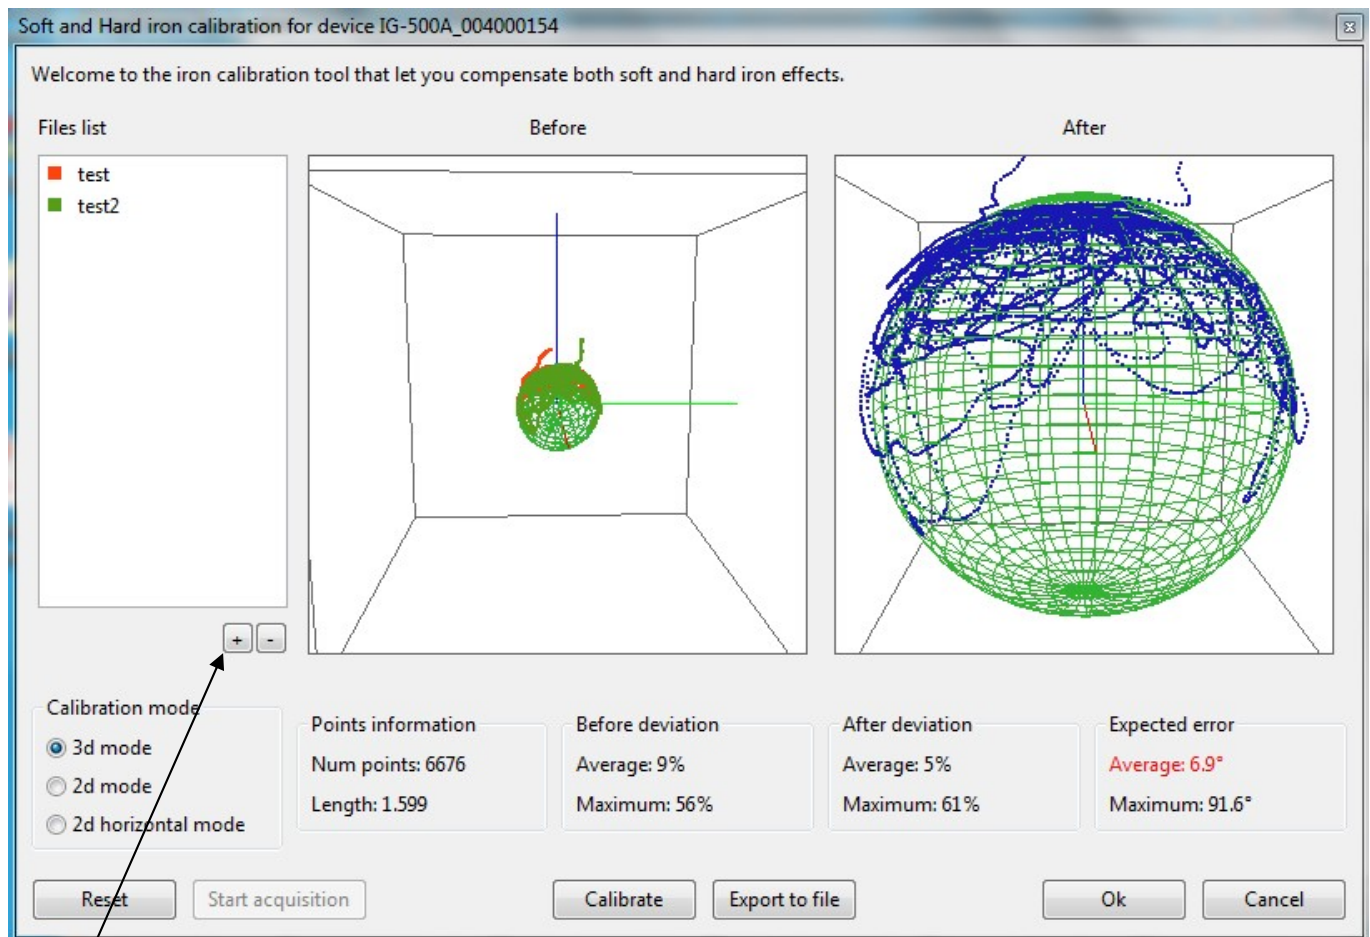 Soft and Hard iron calibration for device IG-500A_004000154
Welcome to the iron calibration tool that let you compensate both soft and hard iron effects.
Files list
Before
After
test
test2
+ -
Calibration mode
3d mode
2d mode
2d horizontal mode
Points information
Num points: 6676
Length: 1.599
Before deviation
Average: 9%
Maximum: 56%
After deviation
Average: 5%
Maximum: 61%
Expected error
Average: 6.9°
Maximum: 91.6°
Reset
Start acquisition
Calibrate
Export to file
Ok
Cancel